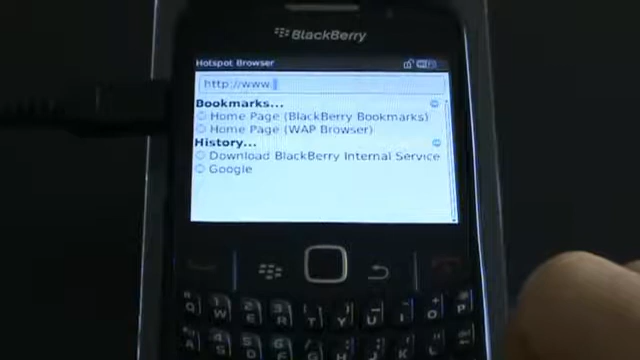 BlackBerry
Hotspot Browser
http://www.
Bookmarks...
Home Page (BlackBerry Bookmarks)
Home Page (WAP Browser)
History...
Download BlackBerry Internal Service
Google
Q W E R T Y U I O P
A